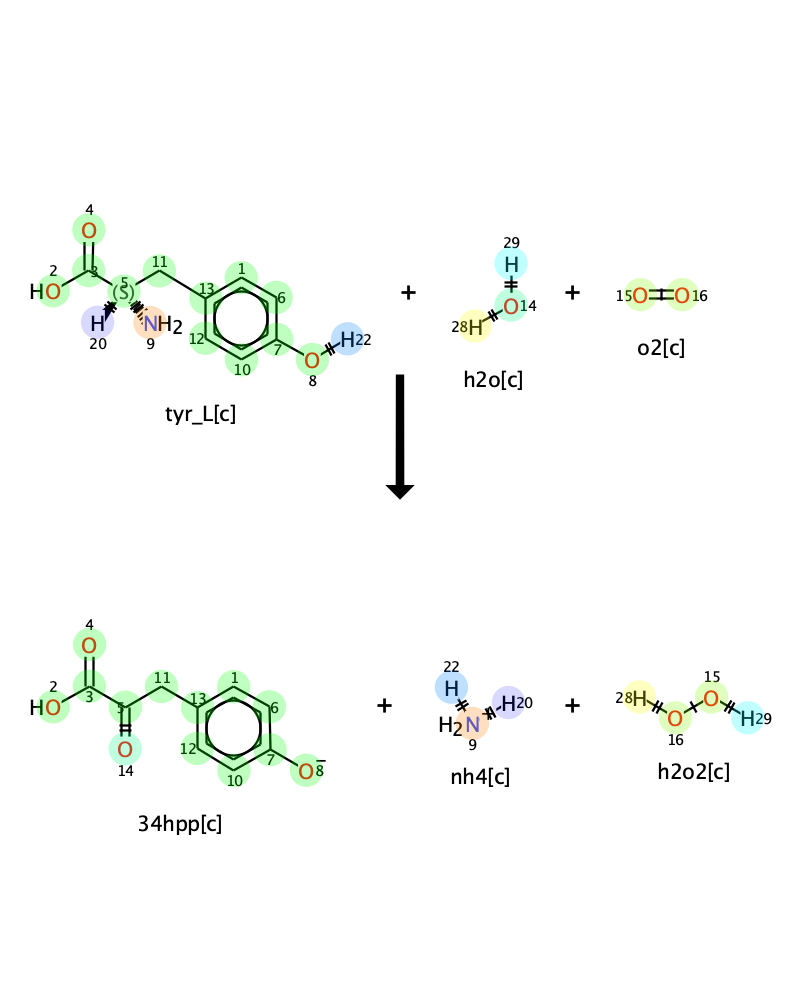 4
29
2 11
5 1
HO 3 (S) 13 6 H
+ O14 + 15O O16
H NH2 12 7 H22 28H
20 9 10 O
8
tyr_L[c] h2o[c] o2[c]
4
O
2 11 1 22 15
HO 3 5 13 6 + H H20 + 28H O
O 12 7 H2N O H29
14 10 O8− 9 16
34hpp[c] nh4[c] h2o2[c]